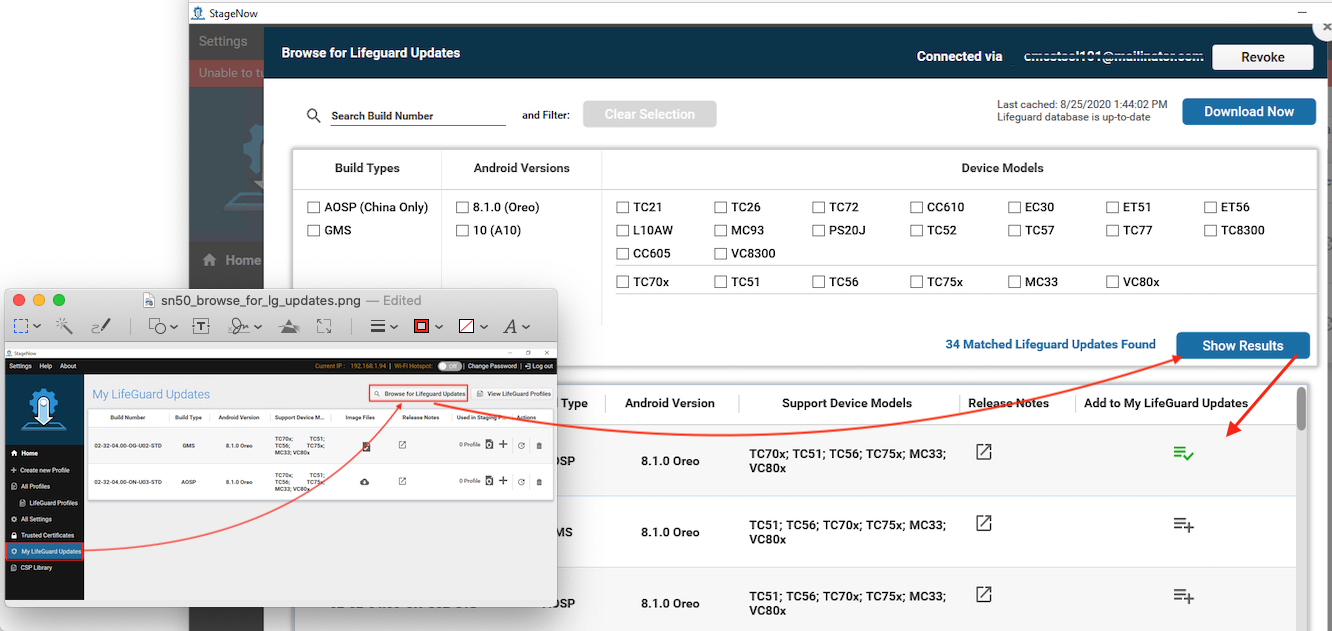 StageNow
Settings
Unable to tu
Home
Browse for Lifeguard Updates
Connected via
Revoke
Search Build Number
and Filter:
Clear Selection
Last cached: 8/25/2020 1:44:02 PM
Lifeguard database is up-to-date
Download Now
Build Types
Android Versions
Device Models
AOSP (China Only)
8.1.0 (Oreo)
TC21
TC26
TC72
CC610
EC30
ET51
ET56
GMS
10 (A10)
L10AW
MC93
PS20J
TC52
TC57
TC77
TC8300
CC605
VC8300
TC70x
TC51
TC56
TC75x
MC33
VC80x
34 Matched Lifeguard Updates Found
Show Results
Type
Android Version
Support Device Models
Release Notes
Add to My LifeGuard Updates
OSP
8.1.0 Oreo
TC70x; TC51; TC56; TC75x; MC33;
VC80x
MS
8.1.0 Oreo
TC51; TC56; TC70x; TC75x; MC33;
VC80x
OSP
8.1.0 Oreo
TC51; TC56; TC70x; TC75x; MC33;
VC80x
sn50_browse_for_lg_updates.png — Edited
StageNow
Settings Help About
Current IP : 192.168.1.94 | Wi-Fi Hotspot: Off | Change Password | Log out
My LifeGuard Updates
Browse for Lifeguard Updates
View LifeGuard Profiles
Build Number
Build Type
Android Version
Support Device M...
Image Files
Release Notes
Used in Staging P...
Actions
02-32-04.00-OG-U02-STD
GMS
8.1.0 Oreo
TC70x; TC51;
TC56; TC75x;
MC33; VC80x
0 Profile
02-32-04.00-ON-U03-STD
AOSP
8.1.0 Oreo
TC70x; TC51;
TC56; TC75x;
MC33; VC80x
0 Profile
Home
Create new Profile
All Profiles
LifeGuard Profiles
All Settings
Trusted Certificates
My LifeGuard Updates
CSP Library